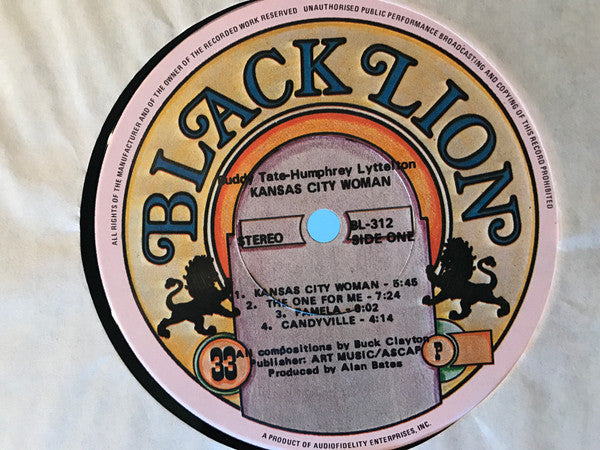 ALL RIGHTS OF THE MANUFACTURER AND OF THE OWNER OF THE RECORDED WORK RESERVED UNAUTHORISED PUBLIC PERFORMANCE BROADCASTING AND COPYING OF THIS RECORD PROHIBITED
BLACK LION
Buddy Tate-Humphrey Lyttelton
KANSAS CITY WOMAN
STEREO
BL-312
SIDE ONE
1. KANSAS CITY WOMAN - 5:45
2. THE ONE FOR ME - 7:24
3. PAMELA - 8:02
4. CANDYVILLE - 4:14
33
All compositions by Buck Clayton
Publisher: ART MUSIC/ASCAP
Produced by Alan Bates
P
A PRODUCT OF AUDIOFIDELITY ENTERPRISES, INC.